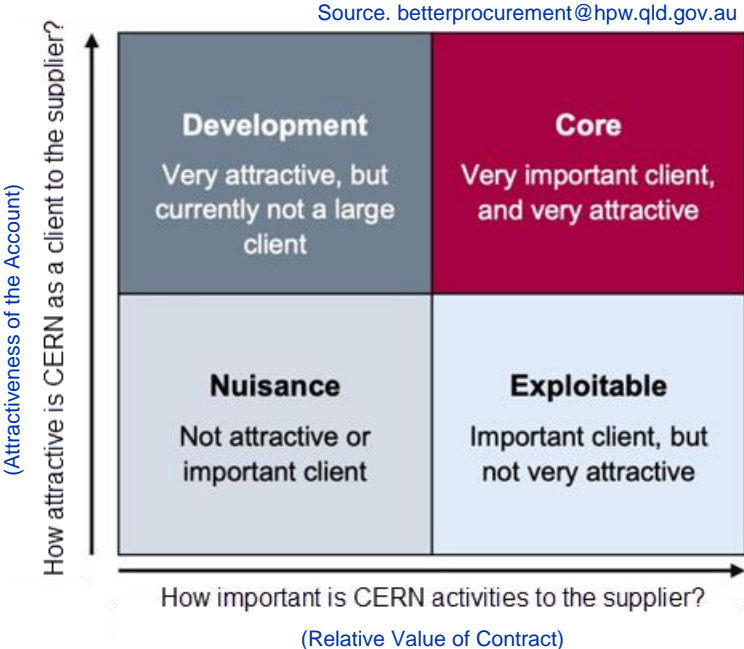 Source. betterprocurement@hpw.qld.gov.au
How attractive is CERN as a client to the supplier?
(Attractiveness of the Account)
Development
Very attractive, but
currently not a large
client
Core
Very important client,
and very attractive
Nuisance
Not attractive or
important client
Exploitable
Important client, but
not very attractive
How important is CERN activities to the supplier?
(Relative Value of Contract)